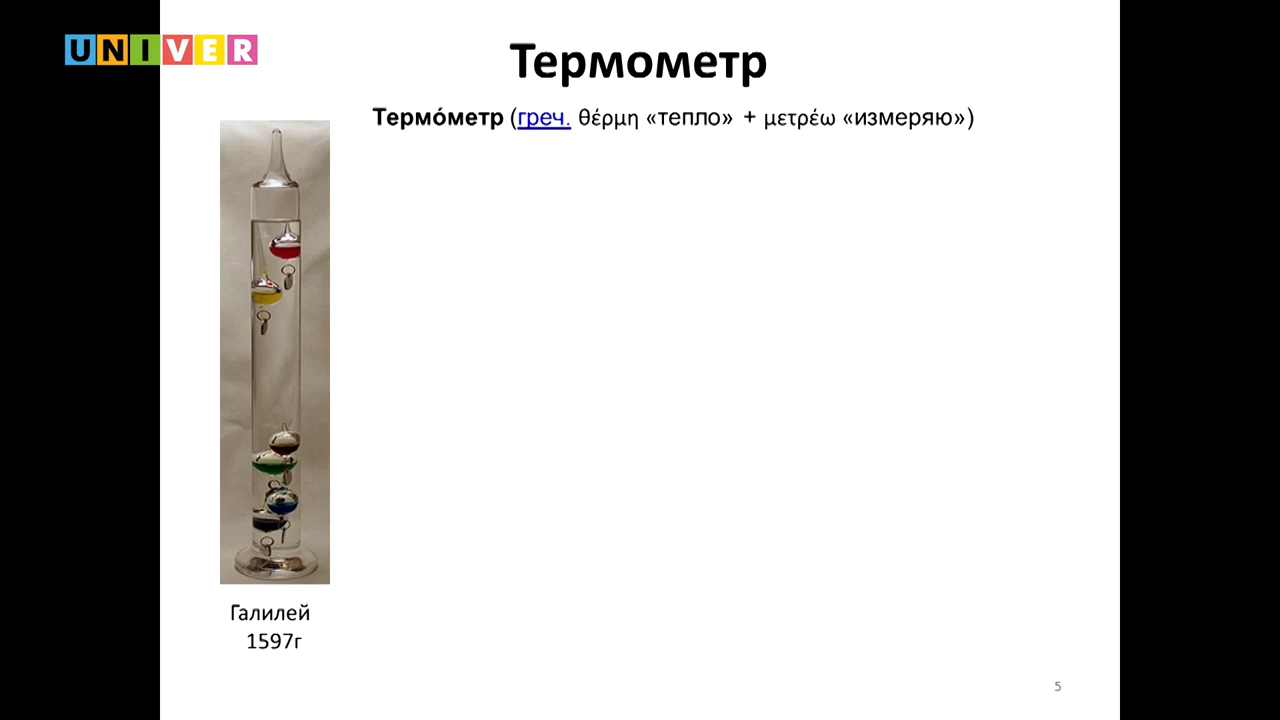 UNIVER
Термометр
Термо́метр (греч. θέρμη «тепло» + μετρέω «измеряю»)
Галилей
1597г
5